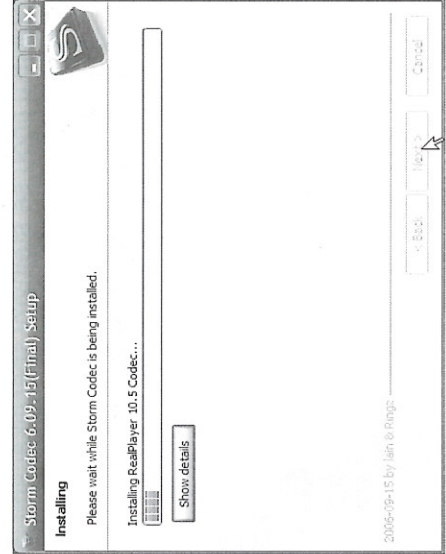 Storm Codec 6.09.15(Final) Setup
Installing
Please wait while Storm Codec is being installed.
Installing RealPlayer 10.5 Codec...
Show details
2006-09-15 by Iain & Ringz
< Back
Next >
Cancel